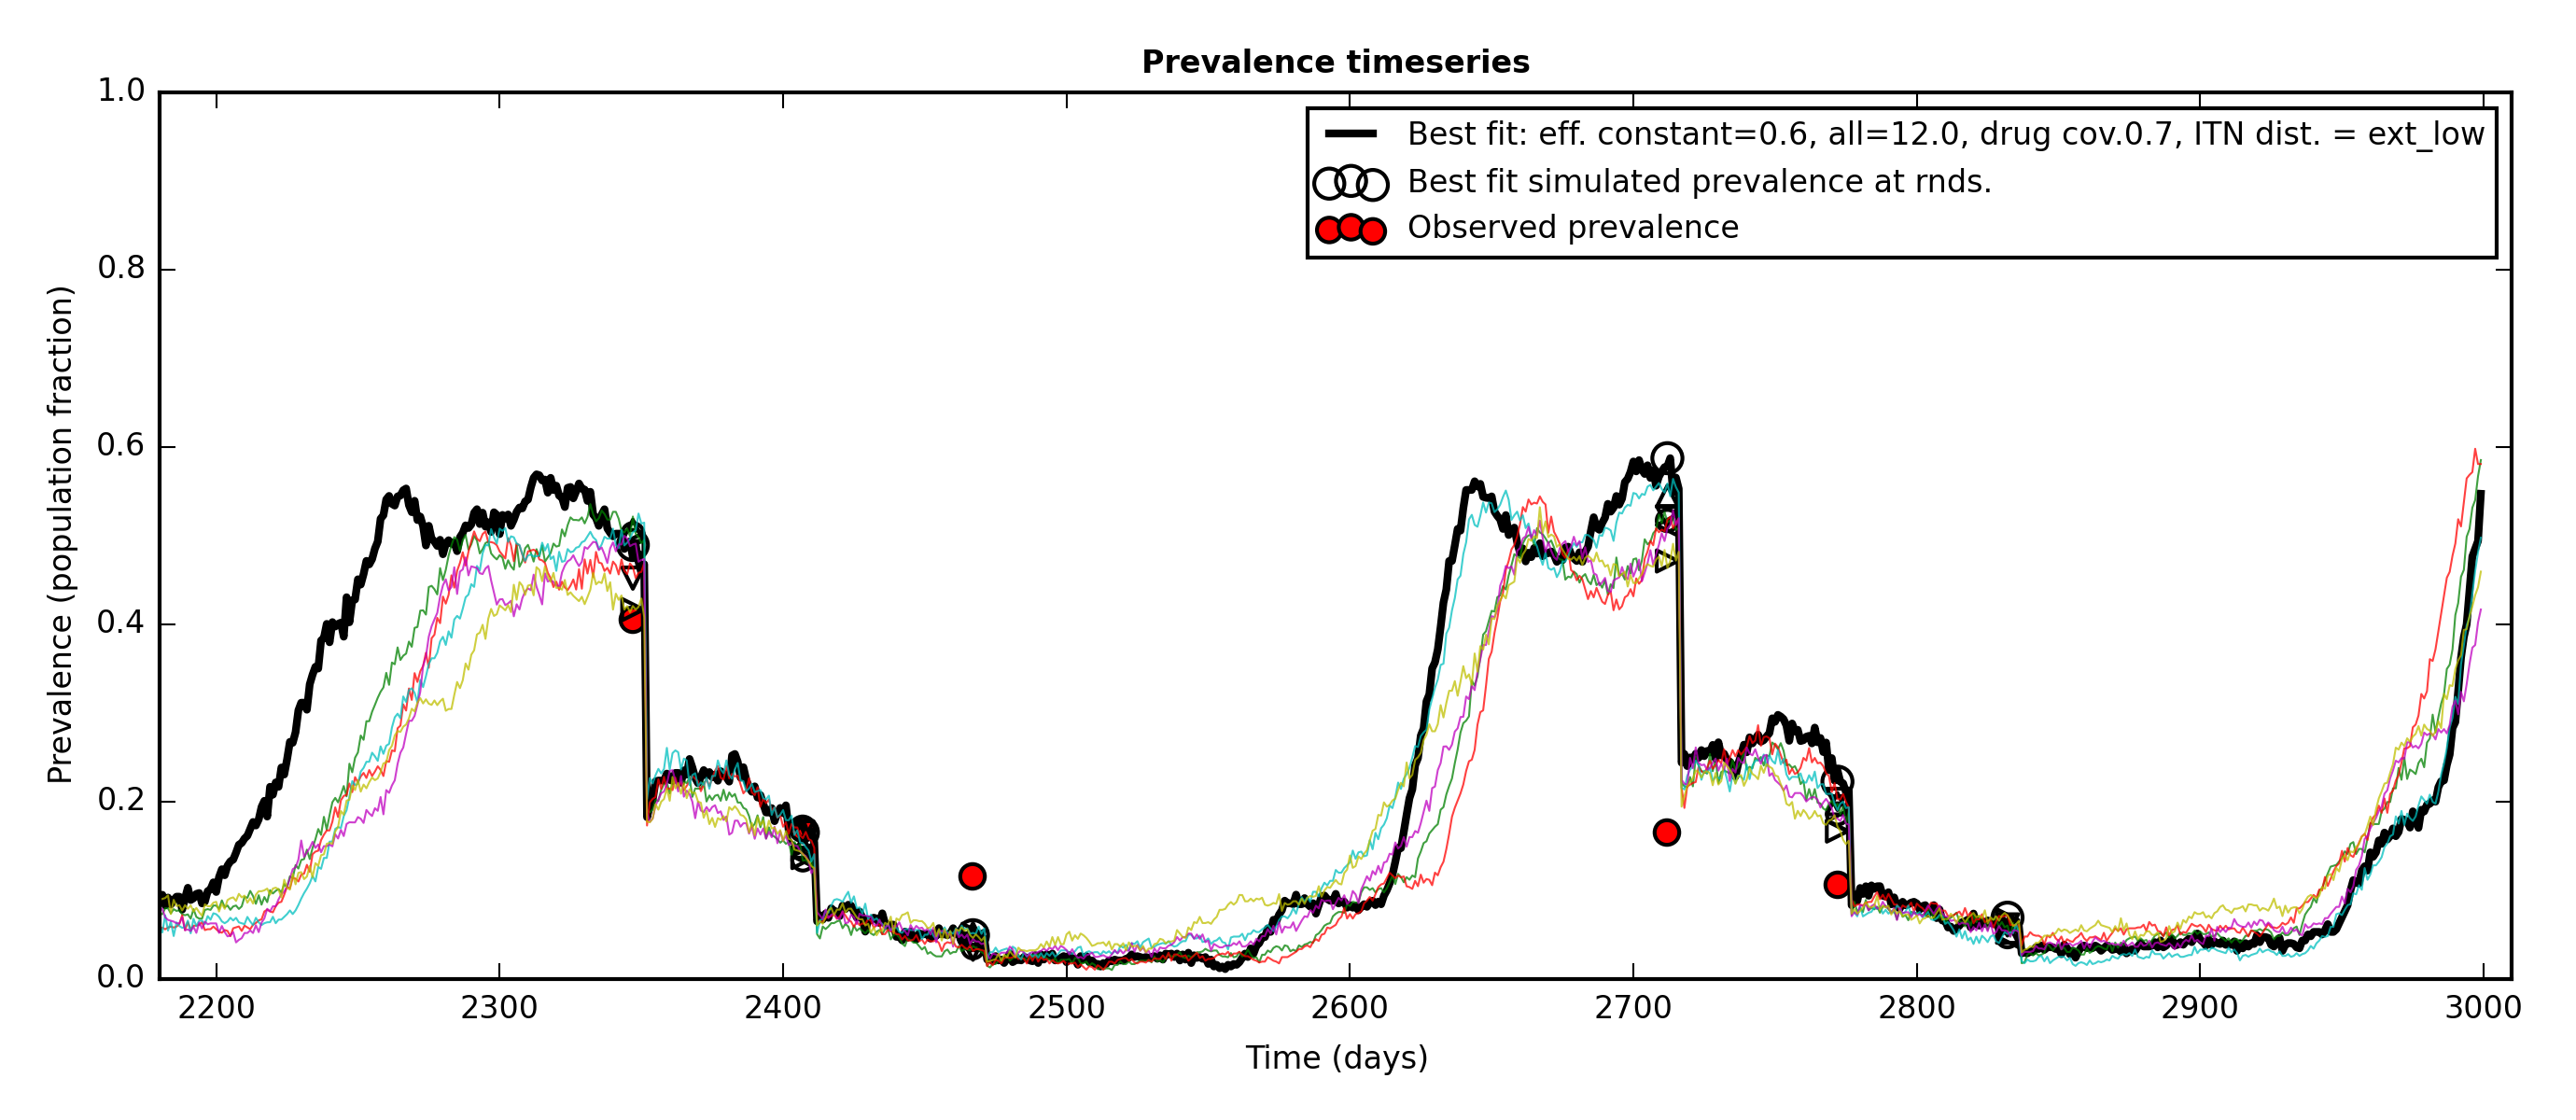 Prevalence timeseries
Best fit: eff. constant=0.6, all=12.0, drug cov.0.7, ITN dist. = ext_low
Best fit simulated prevalence at rnds.
Observed prevalence
Prevalence (population fraction)
1.0
0.8
0.6
0.4
0.2
0.0
2200 2300 2400 2500 2600 2700 2800 2900 3000
Time (days)